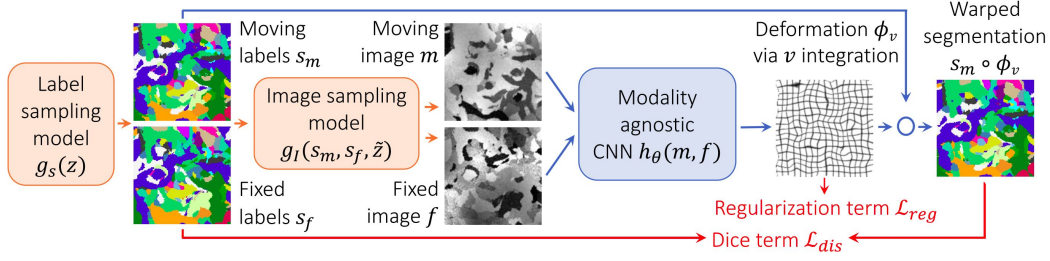 Label
sampling
model
g_s(z)
Moving
labels s_m
Fixed
labels s_f
Image sampling
model
g_I(s_m, s_f, z̃)
Moving
image m
Fixed
image f
Modality
agnostic
CNN h_θ(m, f)
Deformation ϕ_v
via v integration
Warped
segmentation
s_m ∘ ϕ_v
Regularization term ℒ_reg
Dice term ℒ_dis